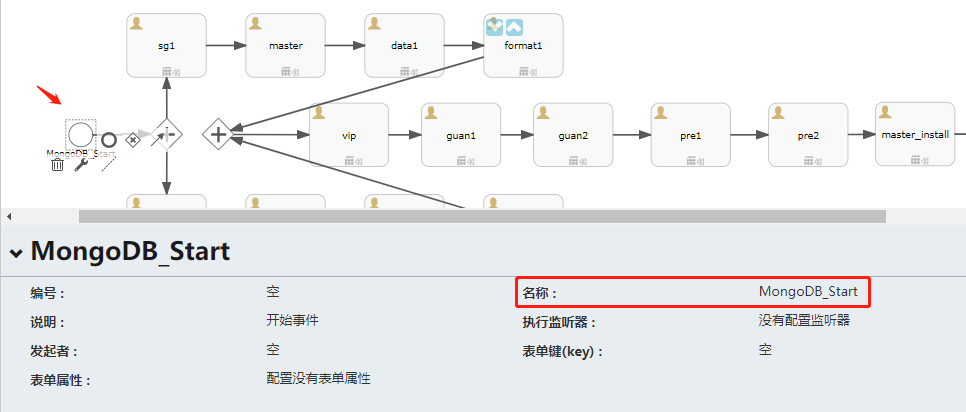 sg1
master
data1
format1
MongoDB_Start
vip
guan1
guan2
pre1
pre2
master_install
MongoDB_Start
编号： 空
名称： MongoDB_Start
说明： 开始事件
执行监听器： 没有配置监听器
发起者： 空
表单键(key)： 空
表单属性： 配置没有表单属性